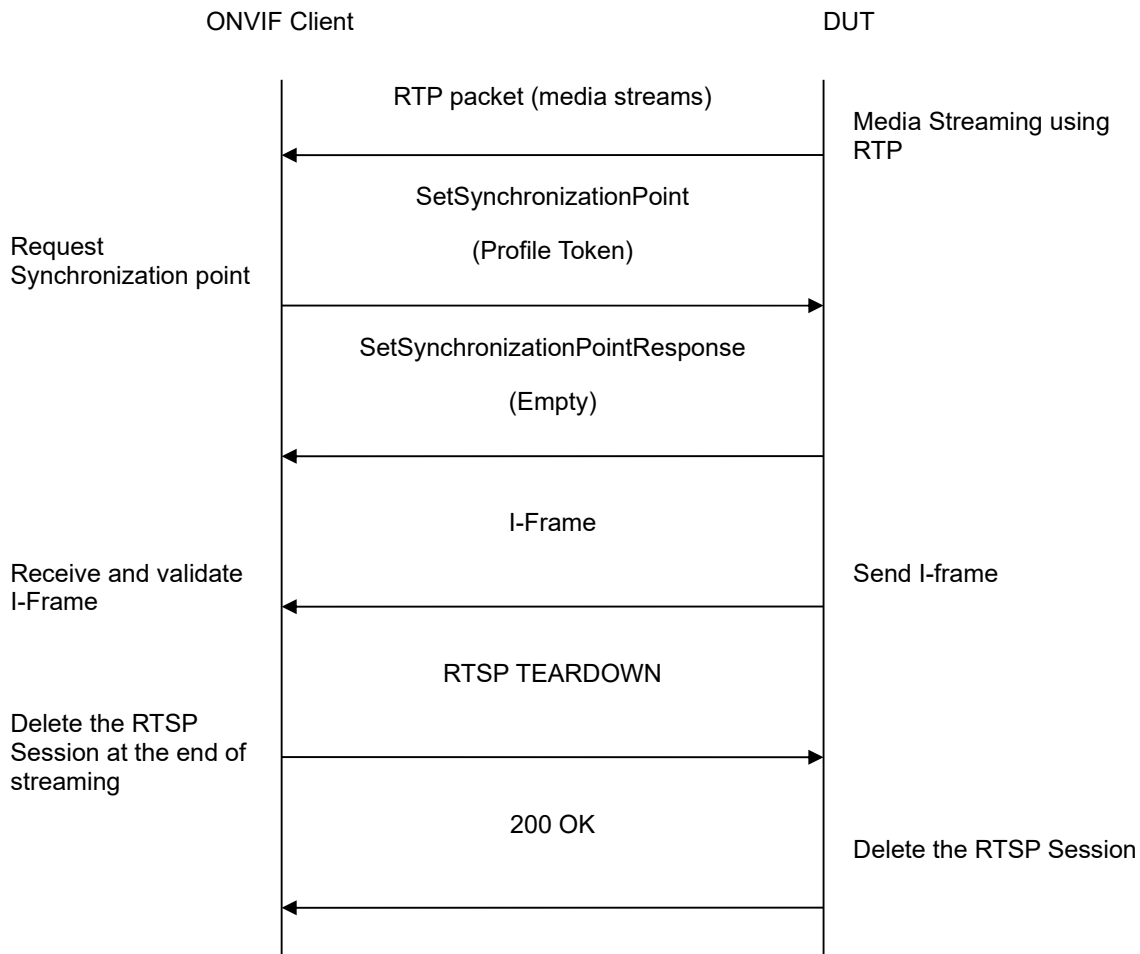 ONVIF Client
DUT
RTP packet (media streams)
Media Streaming using
RTP
SetSynchronizationPoint
(Profile Token)
Request
Synchronization point
SetSynchronizationPointResponse
(Empty)
I-Frame
Receive and validate
I-Frame
Send I-frame
RTSP TEARDOWN
Delete the RTSP
Session at the end of
streaming
200 OK
Delete the RTSP Session